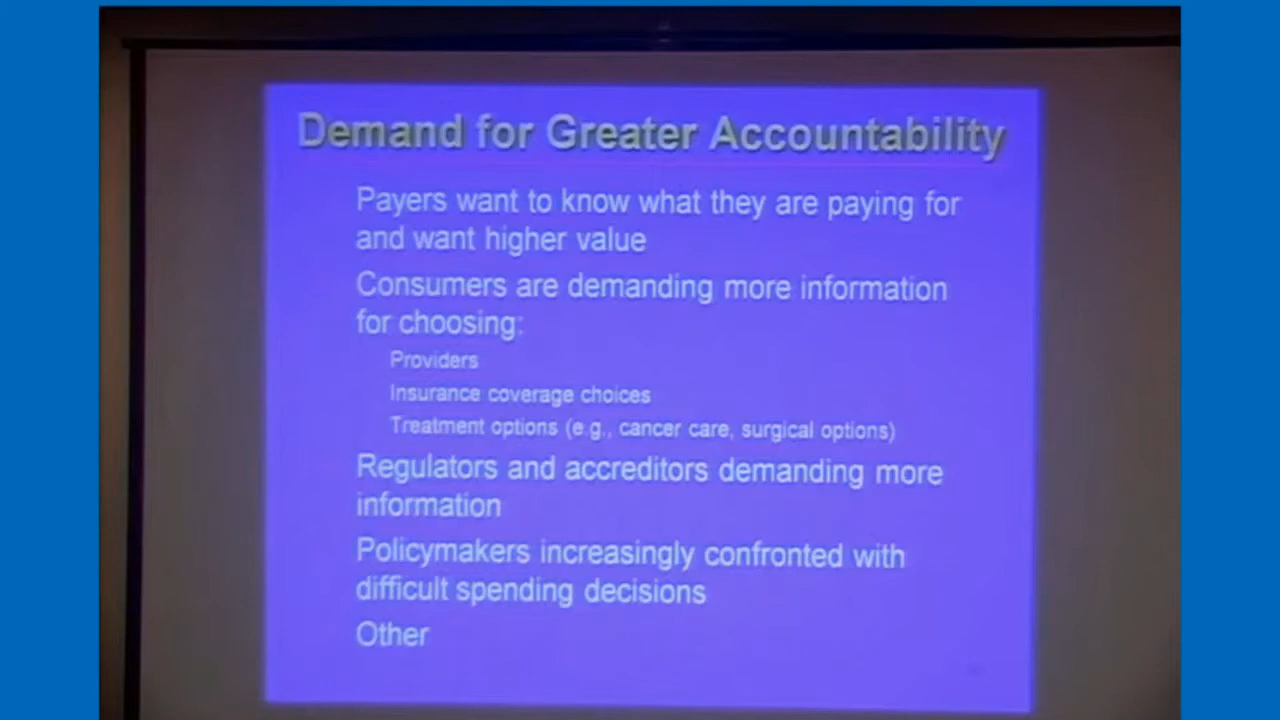 Demand for Greater Accountability
Payers want to know what they are paying for
and want higher value
Consumers are demanding more information
for choosing:
Providers
Insurance coverage choices
Treatment options (e.g., cancer care, surgical options)
Regulators and accreditors demanding more
information
Policymakers increasingly confronted with
difficult spending decisions
Other